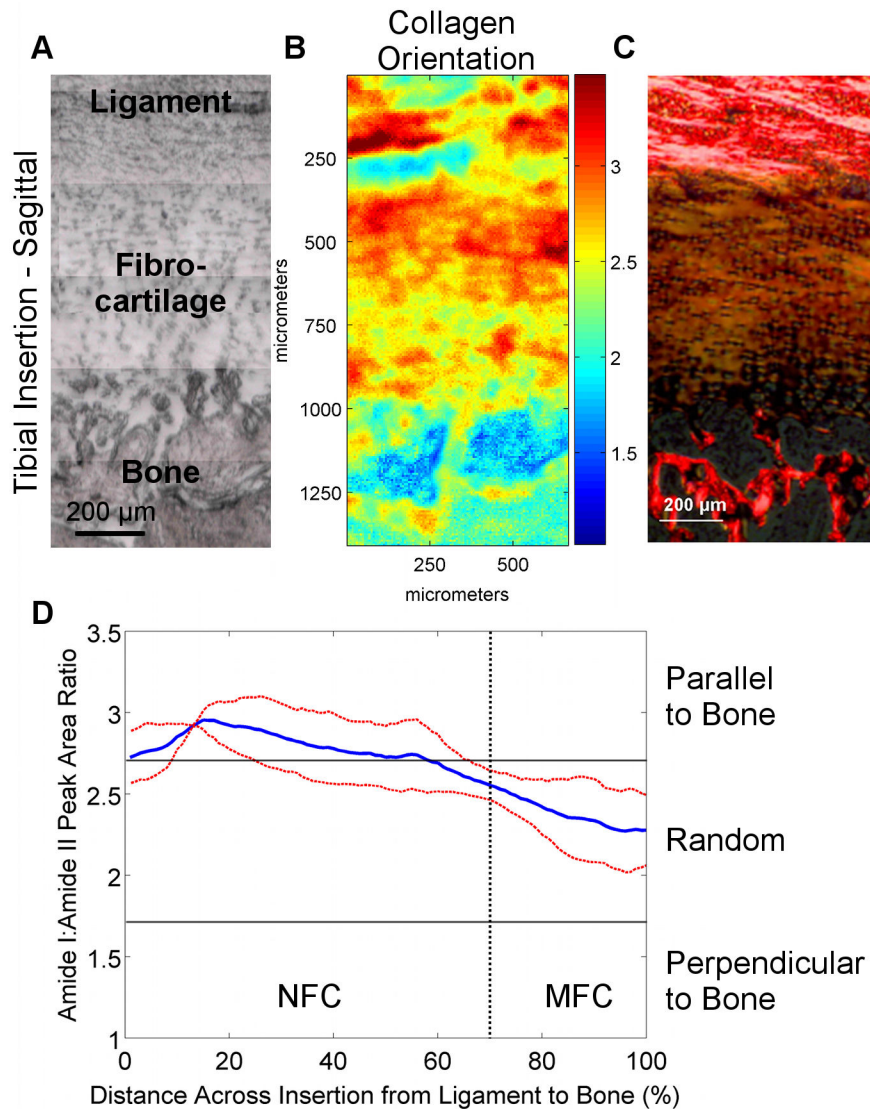 A
Tibial Insertion - Sagittal
Ligament
Fibro-
cartilage
Bone
200 µm
B
Collagen
Orientation
micrometers
250
500
750
1000
1250
250 500
micrometers
3
2.5
2
1.5
C
200 µm
D
Amide I:Amide II Peak Area Ratio
3.5
3
2.5
2
1.5
1
NFC
MFC
0 20 40 60 80 100
Distance Across Insertion from Ligament to Bone (%)
Parallel
to Bone
Random
Perpendicular
to Bone